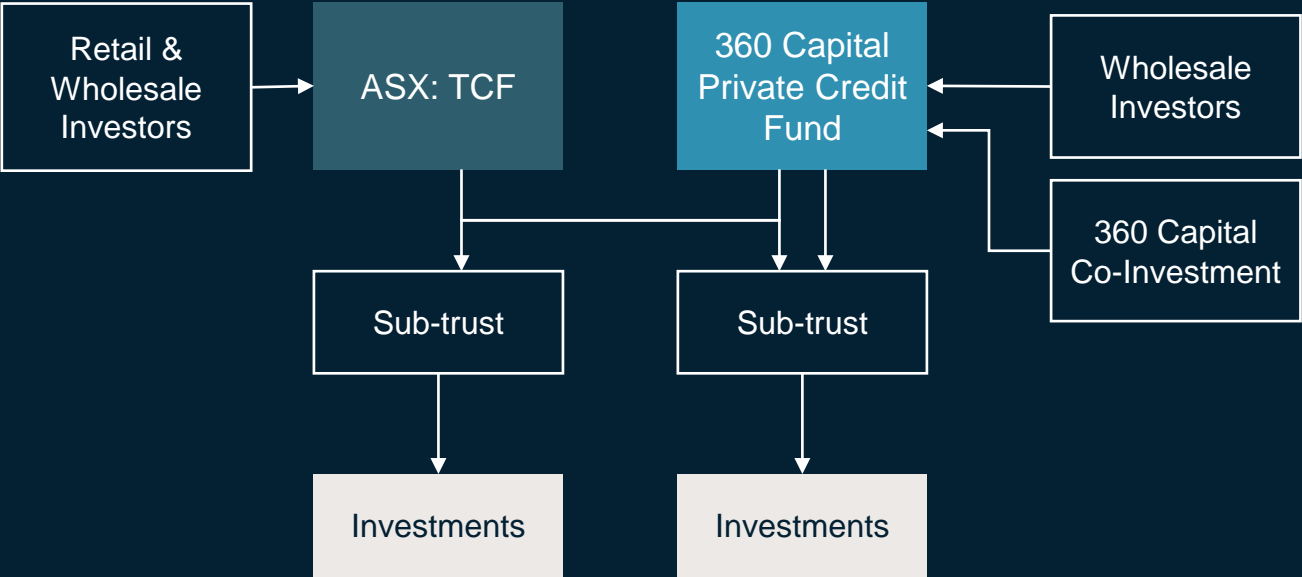 Retail &
Wholesale
Investors
ASX: TCF
360 Capital
Private Credit
Fund
Wholesale
Investors
360 Capital
Co-Investment
Sub-trust
Sub-trust
Investments
Investments